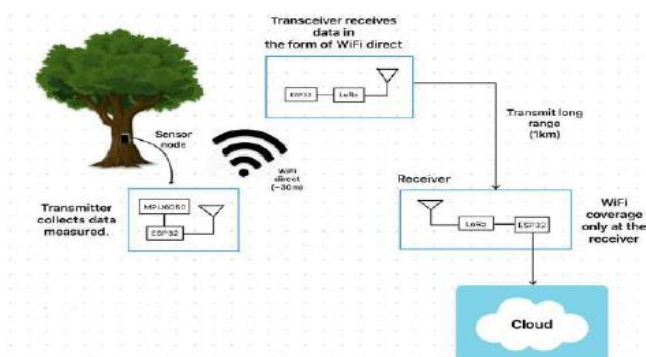 Transceiver receives
data in
the form of WiFi direct
ESP32
LoRa
Sensor
node
WiFi
direct
(~30m)
Transmit long
range
(1km)
Transmitter
collects data
measured.
MPU6050
ESP32
Receiver
LoRa
ESP32
WiFi
coverage
only at the
receiver
Cloud